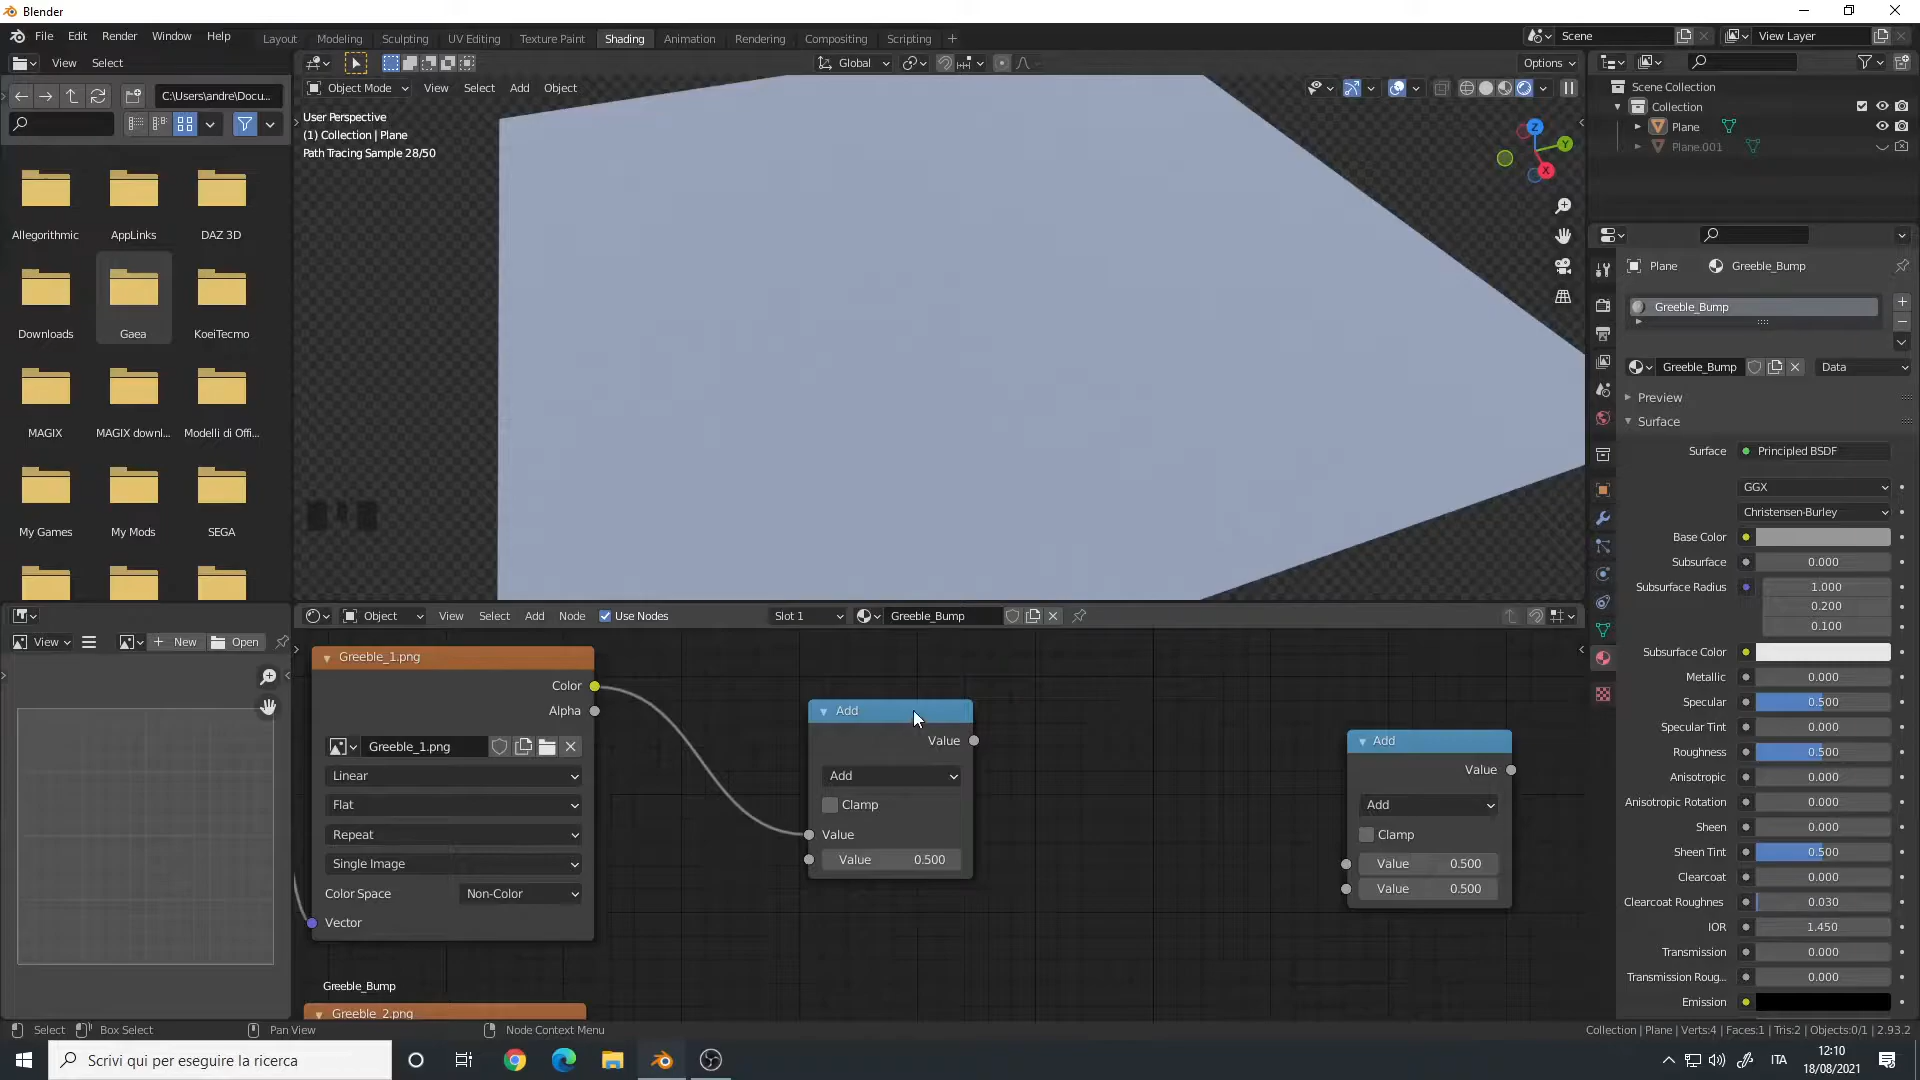 Blender
File Edit Render Window Help
Layout Modeling Sculpting UV Editing Texture Paint Shading Animation Rendering Compositing Scripting
Scene
View Layer
View Select
Global
Options
C:\Users\andre\Docu...
Object Mode View Select Add Object
User Perspective
(1) Collection | Plane
Path Tracing Sample 28/50
Z
Y
X
Allegorithmic AppLinks DAZ 3D
Downloads Gaea KoeiTecmo
MAGIX MAGIX downl... Modelli di Offi...
My Games My Mods SEGA
Scene Collection
Collection
Plane
Plane.001
Plane Greeble_Bump
Greeble_Bump
Greeble_Bump Data
Preview
Surface
Surface Principled BSDF
GGX
Christensen-Burley
Base Color
Subsurface 0.000
Subsurface Radius 1.000
0.200
0.100
Subsurface Color
Metallic 0.000
Specular 0.500
Specular Tint 0.000
Roughness 0.500
Anisotropic 0.000
Anisotropic Rotation 0.000
Sheen 0.000
Sheen Tint 0.500
Clearcoat 0.000
Clearcoat Roughnes 0.030
IOR 1.450
Transmission 0.000
Transmission Roug... 0.000
Emission
View New Open
Object View Select Add Node Use Nodes Slot 1 Greeble_Bump
Greeble_1.png
Color
Alpha
Greeble_1.png
Linear
Flat
Repeat
Single Image
Color Space Non-Color
Vector
Add
Value
Add
Clamp
Value
Value 0.500
Add
Value
Add
Clamp
Value 0.500
Value 0.500
Greeble_Bump
Greeble_2.png
Select Box Select Pan View Node Context Menu
Collection | Plane | Verts:4 | Faces:1 | Tris:2 | Objects:0/1 | 2.93.2
Scrivi qui per eseguire la ricerca
ITA
12:10
18/08/2021